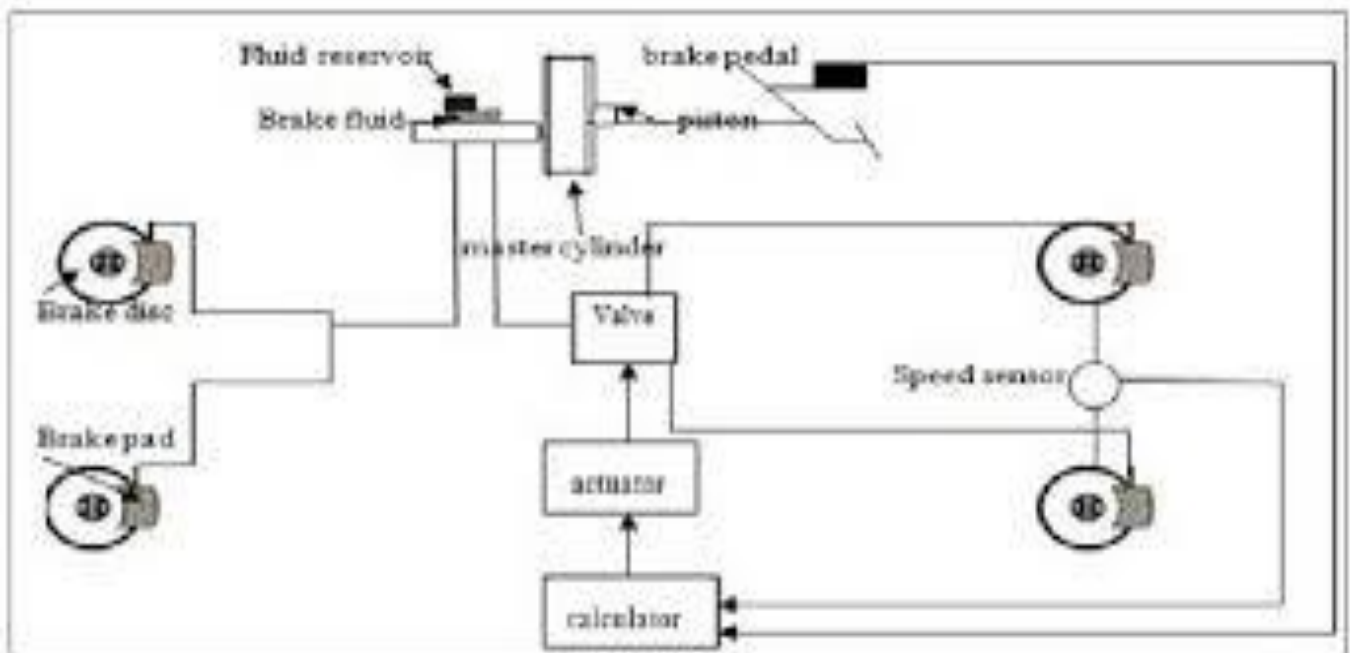 Fluid reservoir
brake pedal
Brake fluid
piston
master cylinder
Brake disc
Valve
Speed sensor
Brake pad
actuator
calculator